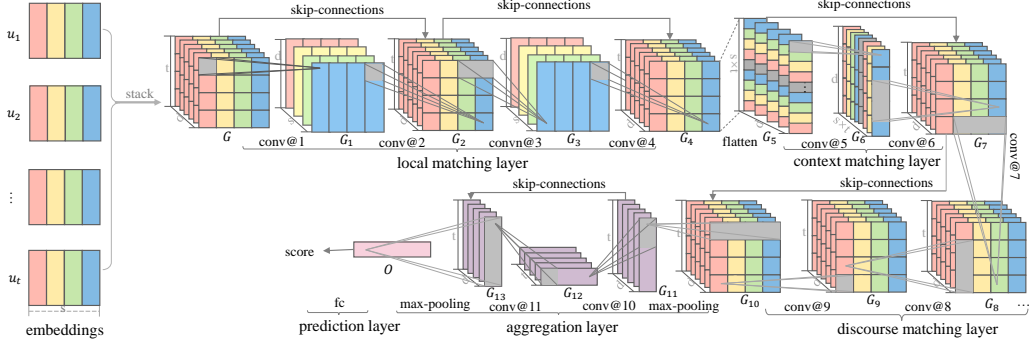 skip-connections
skip-connections
skip-connections
u1
u2
⋮
ut
s
embeddings
stack
t
G
conv@1
G1
conv@2
G2
convn@3
G3
conv@4
G4
local matching layer
t×s
flatten
G5
conv@5
d
s×t
G6
conv@6
G7
context matching layer
conv@7
skip-connections
skip-connections
score
O
fc
prediction layer
max-pooling
G13
conv@11
G12
conv@10
G11
max-pooling
aggregation layer
G10
conv@9
G9
conv@8
G8
...
discourse matching layer